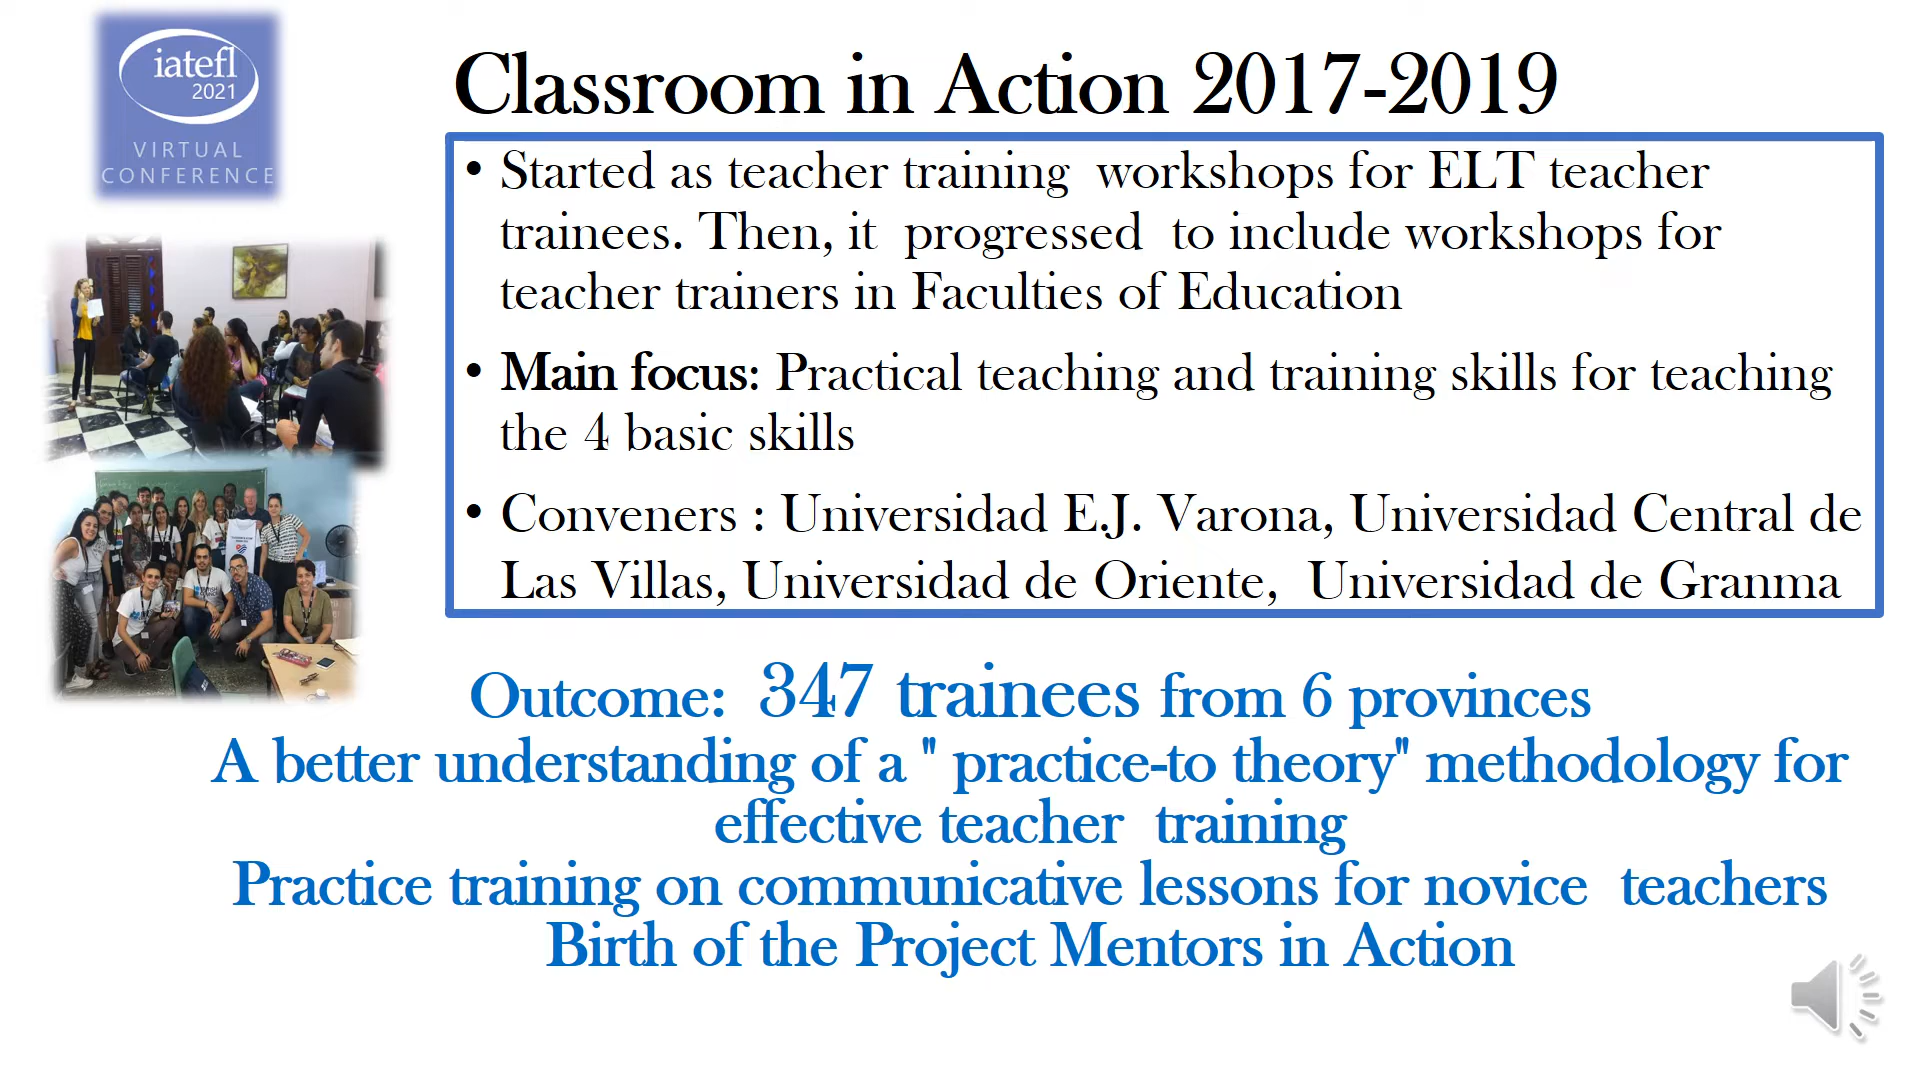 iatefl
2021
VIRTUAL
CONFERENCE
Classroom in Action 2017-2019
• Started as teacher training workshops for ELT teacher
trainees. Then, it progressed to include workshops for
teacher trainers in Faculties of Education
• Main focus: Practical teaching and training skills for teaching
the 4 basic skills
• Conveners : Universidad E.J. Varona, Universidad Central de
Las Villas, Universidad de Oriente, Universidad de Granma
Outcome: 347 trainees from 6 provinces
A better understanding of a " practice-to theory" methodology for
effective teacher training
Practice training on communicative lessons for novice teachers
Birth of the Project Mentors in Action